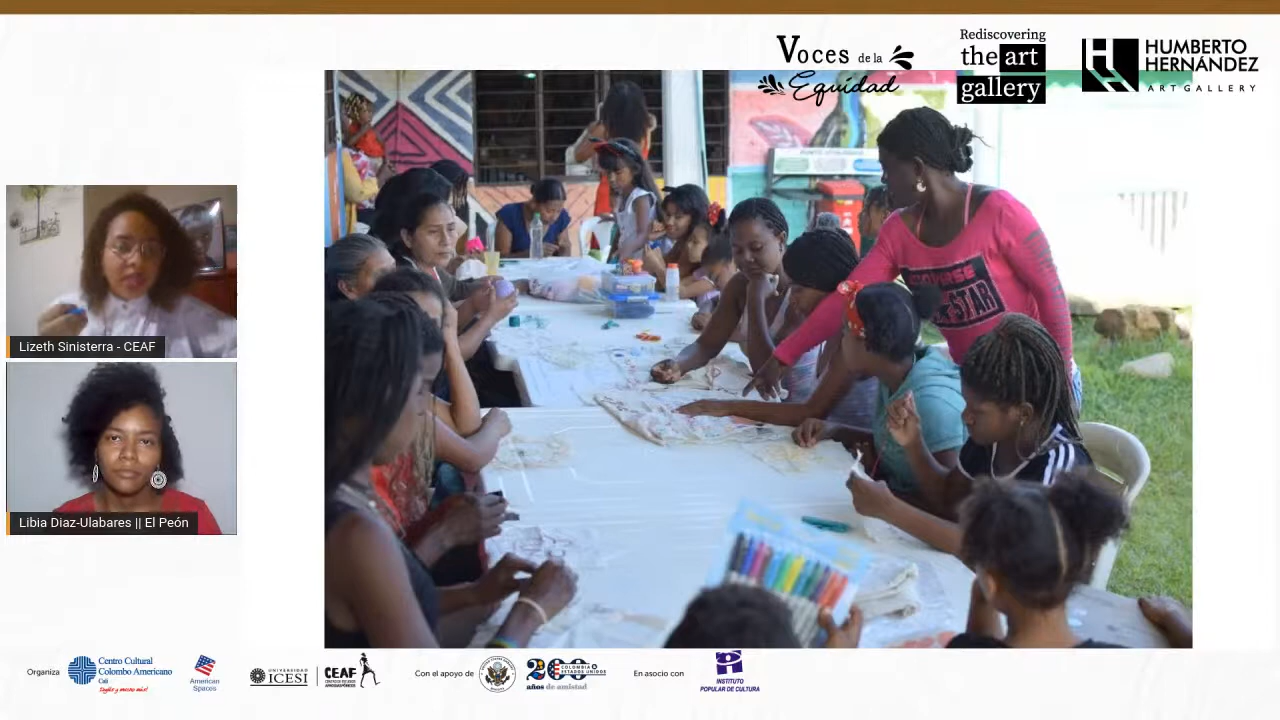 Voces de la
Equidad
Rediscovering
the art
gallery
HUMBERTO
HERNÁNDEZ
ART GALLERY
Lizeth Sinisterra - CEAF
Libia Diaz-Ulabares || El Peón
Organiza
Centro Cultural
Colombo Americano
Cali
American
Spaces
UNIVERSIDAD
ICESI
CEAF
Con el apoyo de
200
COLOMBIA
ESTADOS UNIDOS
años de amistad
En asocio con
INSTITUTO
POPULAR DE CULTURA